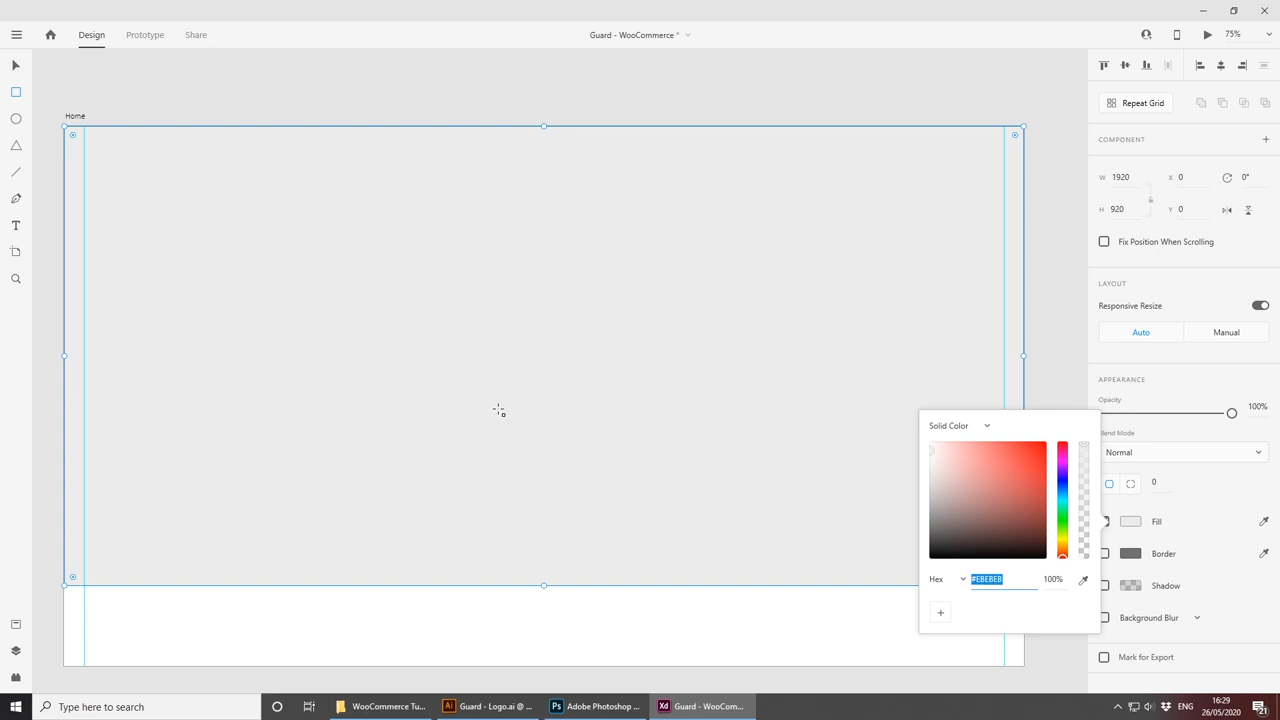 Design
Prototype
Share
Guard - WooCommerce *
75%
Home
Repeat Grid
COMPONENT
W 1920
X 0
0°
H 920
Y 0
Fix Position When Scrolling
LAYOUT
Responsive Resize
Auto
Manual
APPEARANCE
Opacity
100%
Blend Mode
Normal
0
Solid Color
Fill
Border
Hex
#EBEBEB
100%
Shadow
+
Background Blur
Mark for Export
Type here to search
WooCommerce Tu...
Ai
Guard - Logo.ai @ ...
Ps
Adobe Photoshop ...
Xd
Guard - WooCom...
ENG
16:29
26/05/2020